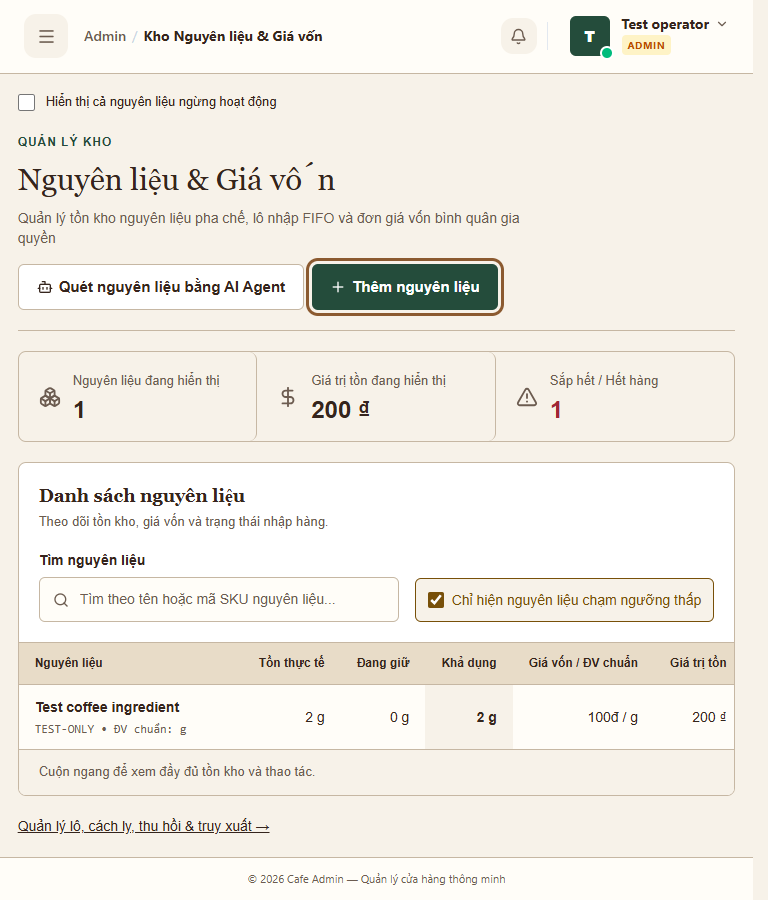 Admin / Kho Nguyên liệu & Giá vốn
T
Test operator
ADMIN
Hiển thị cả nguyên liệu ngừng hoạt động
QUẢN LÝ KHO
Nguyên liệu & Giá vốn
Quản lý tồn kho nguyên liệu pha chế, lô nhập FIFO và đơn giá vốn bình quân gia
quyền
Quét nguyên liệu bằng AI Agent
Thêm nguyên liệu
Nguyên liệu đang hiển thị
1
Giá trị tồn đang hiển thị
200 ₫
Sắp hết / Hết hàng
1
Danh sách nguyên liệu
Theo dõi tồn kho, giá vốn và trạng thái nhập hàng.
Tìm nguyên liệu
Tìm theo tên hoặc mã SKU nguyên liệu...
Chỉ hiện nguyên liệu chạm ngưỡng thấp
Nguyên liệu Tồn thực tế Đang giữ Khả dụng Giá vốn / ĐV chuẩn Giá trị tồn
Test coffee ingredient 2 g 0 g 2 g 100đ / g 200 ₫
TEST-ONLY • ĐV chuẩn: g
Cuộn ngang để xem đầy đủ tồn kho và thao tác.
Quản lý lô, cách ly, thu hồi & truy xuất →
© 2026 Cafe Admin — Quản lý cửa hàng thông minh